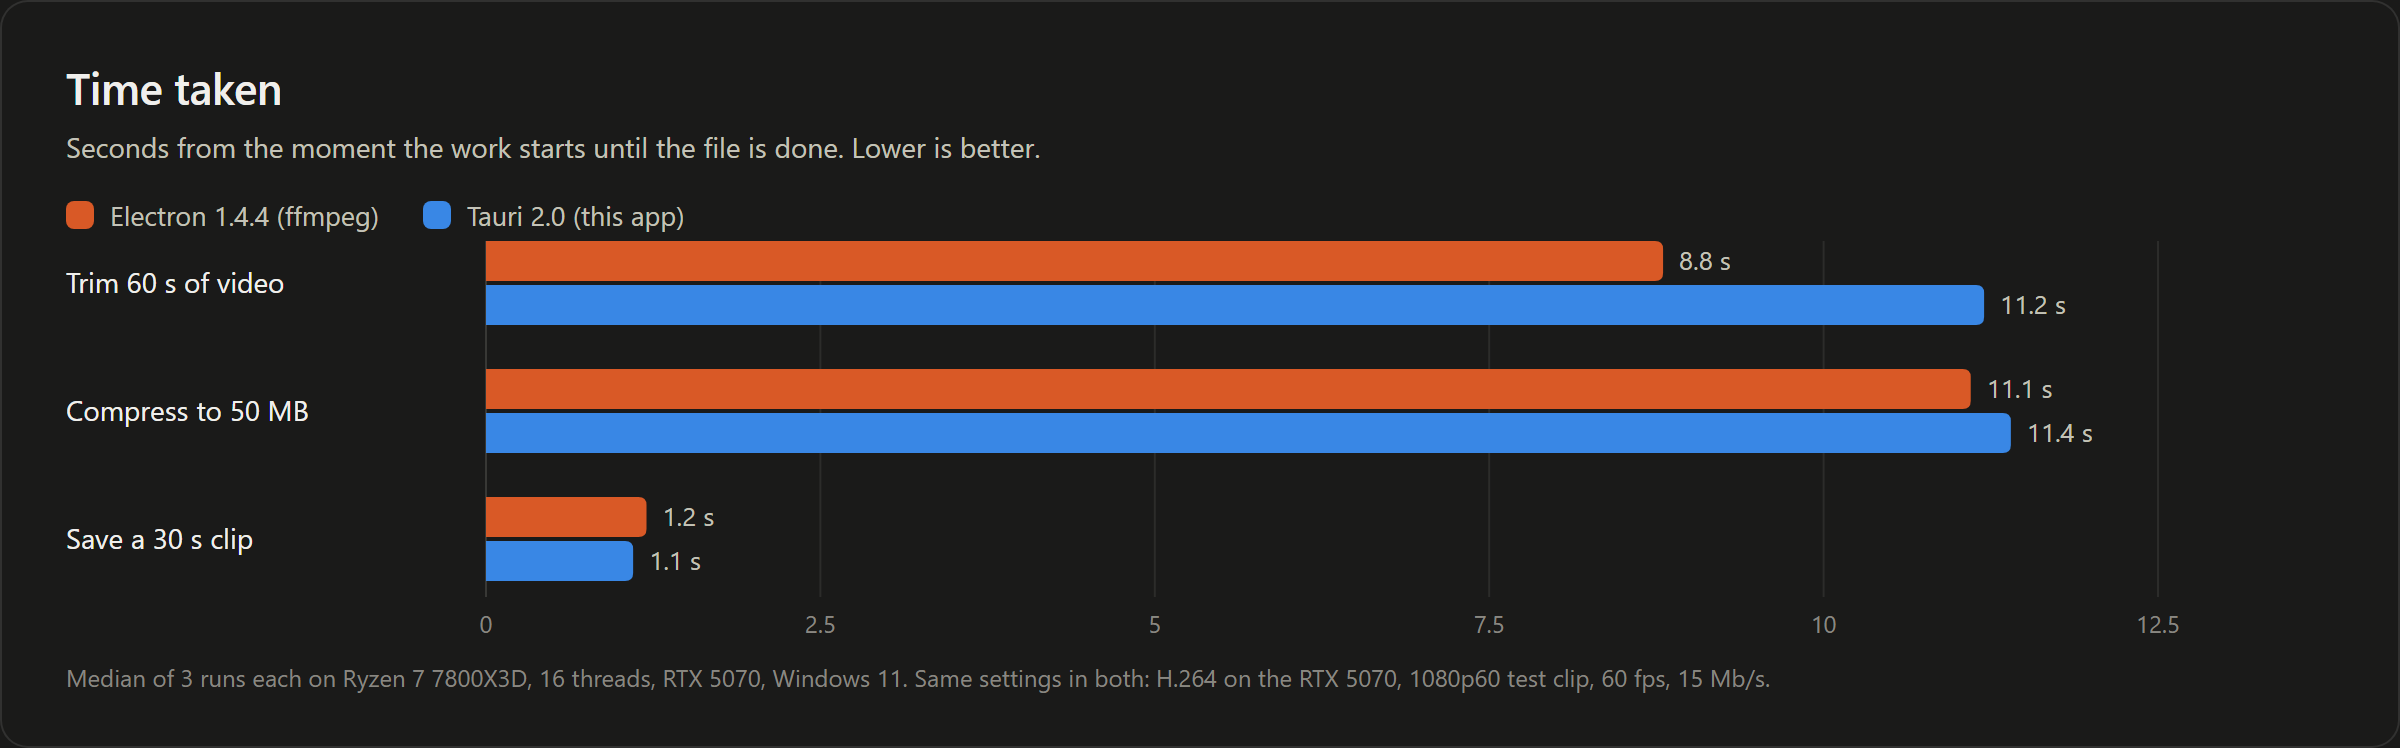 Time taken
Seconds from the moment the work starts until the file is done. Lower is better.
Electron 1.4.4 (ffmpeg) Tauri 2.0 (this app)
Trim 60 s of video
8.8 s
11.2 s
Compress to 50 MB
11.1 s
11.4 s
Save a 30 s clip
1.2 s
1.1 s
0 2.5 5 7.5 10 12.5
Median of 3 runs each on Ryzen 7 7800X3D, 16 threads, RTX 5070, Windows 11. Same settings in both: H.264 on the RTX 5070, 1080p60 test clip, 60 fps, 15 Mb/s.